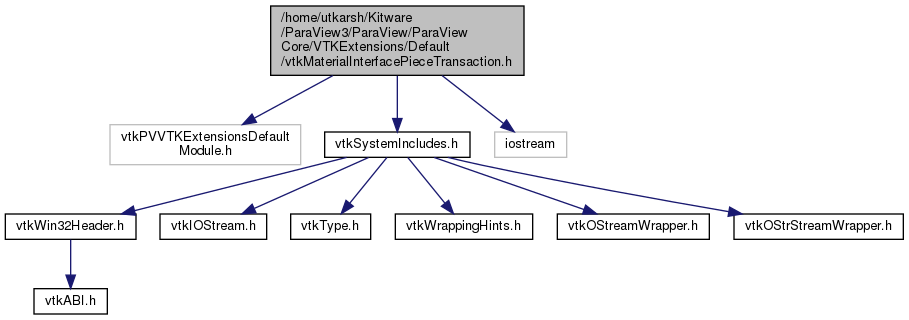 /home/utkarsh/Kitware
/ParaView3/ParaView/ParaView
Core/VTKExtensions/Default
/vtkMaterialInterfacePieceTransaction.h
vtkPVVTKExtensionsDefault
Module.h
vtkSystemIncludes.h
iostream
vtkWin32Header.h
vtkIOStream.h
vtkType.h
vtkWrappingHints.h
vtkOStreamWrapper.h
vtkOStrStreamWrapper.h
vtkABI.h